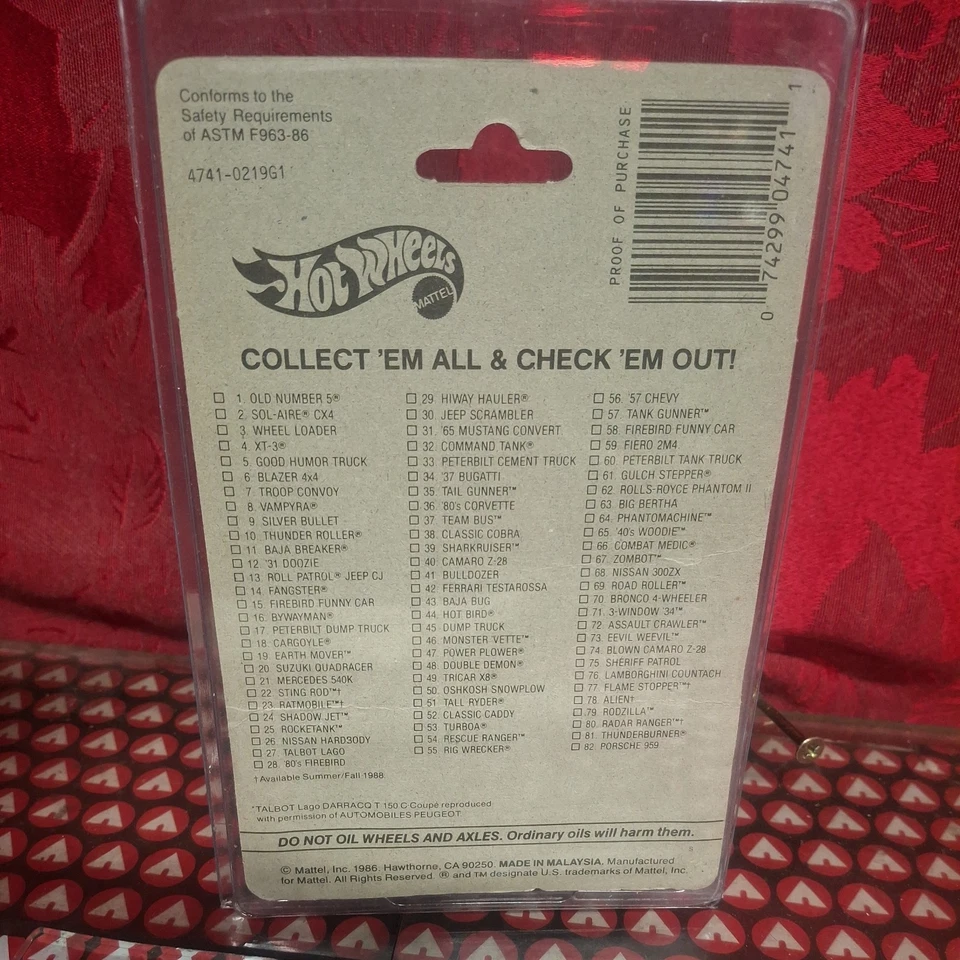 Conforms to the
Safety Requirements
of ASTM F963-86
4741-0219G1
PROOF OF PURCHASE
0 74299 04741 1
Hot Wheels
MATTEL
COLLECT 'EM ALL & CHECK 'EM OUT!
1. OLD NUMBER 5®
2. SOL-AIRE® CX4
3. WHEEL LOADER
4. XT-3®
5. GOOD HUMOR TRUCK
6. BLAZER 4x4
7. TROOP CONVOY
8. VAMPYRA®
9. SILVER BULLET
10. THUNDER ROLLER®
11. BAJA BREAKER®
12. '31 DOOZIE
13. ROLL PATROL® JEEP CJ
14. FANGSTER®
15. FIREBIRD FUNNY CAR
16. BYWAYMAN®
17. PETERBILT DUMP TRUCK
18. CARGOYLE®
19. EARTH MOVER™
20. SUZUKI QUADRACER
21. MERCEDES 540K
22. STING ROD™†
23. RATMOBILE™†
24. SHADOW JET™
25. ROCKETANK™
26. NISSAN HARDBODY
27. TALBOT LAGO
28. '80's FIREBIRD
29. HIWAY HAULER®
30. JEEP SCRAMBLER
31. '65 MUSTANG CONVERT
32. COMMAND TANK®
33. PETERBILT CEMENT TRUCK
34. '37 BUGATTI
35. TAIL GUNNER™
36. '80's CORVETTE
37. TEAM BUS™
38. CLASSIC COBRA
39. SHARKRUISER™
40. CAMARO Z-28
41. BULLDOZER
42. FERRARI TESTAROSSA
43. BAJA BUG
44. HOT BIRD®
45. DUMP TRUCK
46. MONSTER VETTE™
47. POWER PLOWER®
48. DOUBLE DEMON®
49. TRICAR X8®
50. OSHKOSH SNOWPLOW
51. TALL RYDER®
52. CLASSIC CADDY
53. TURBOA®
54. RESCUE RANGER™
55. RIG WRECKER®
56. '57 CHEVY
57. TANK GUNNER™
58. FIREBIRD FUNNY CAR
59. FIERO 2M4
60. PETERBILT TANK TRUCK
61. GULCH STEPPER®
62. ROLLS-ROYCE PHANTOM II
63. BIG BERTHA
64. PHANTOMACHINE™
65. '40's WOODIE™
66. COMBAT MEDIC®
67. ZOMBOT™
68. NISSAN 300ZX
69. ROAD ROLLER™
70. BRONCO 4-WHEELER
71. 3-WINDOW '34™
72. ASSAULT CRAWLER™
73. EEVIL WEEVIL™
74. BLOWN CAMARO Z-28
75. SHERIFF PATROL
76. LAMBORGHINI COUNTACH
77. FLAME STOPPER™†
78. ALIEN†
79. RODZILLA™
80. RADAR RANGER™†
81. THUNDERBURNER®
82. PORSCHE 959
†Available Summer/Fall 1988
*TALBOT Lago DARRACQ T 150 C Coupé reproduced
with permission of AUTOMOBILES PEUGEOT
DO NOT OIL WHEELS AND AXLES. Ordinary oils will harm them.
© Mattel, Inc. 1986. Hawthorne, CA 90250. MADE IN MALAYSIA. Manufactured
for Mattel. All Rights Reserved. ® and TM designate U.S. trademarks of Mattel, Inc.